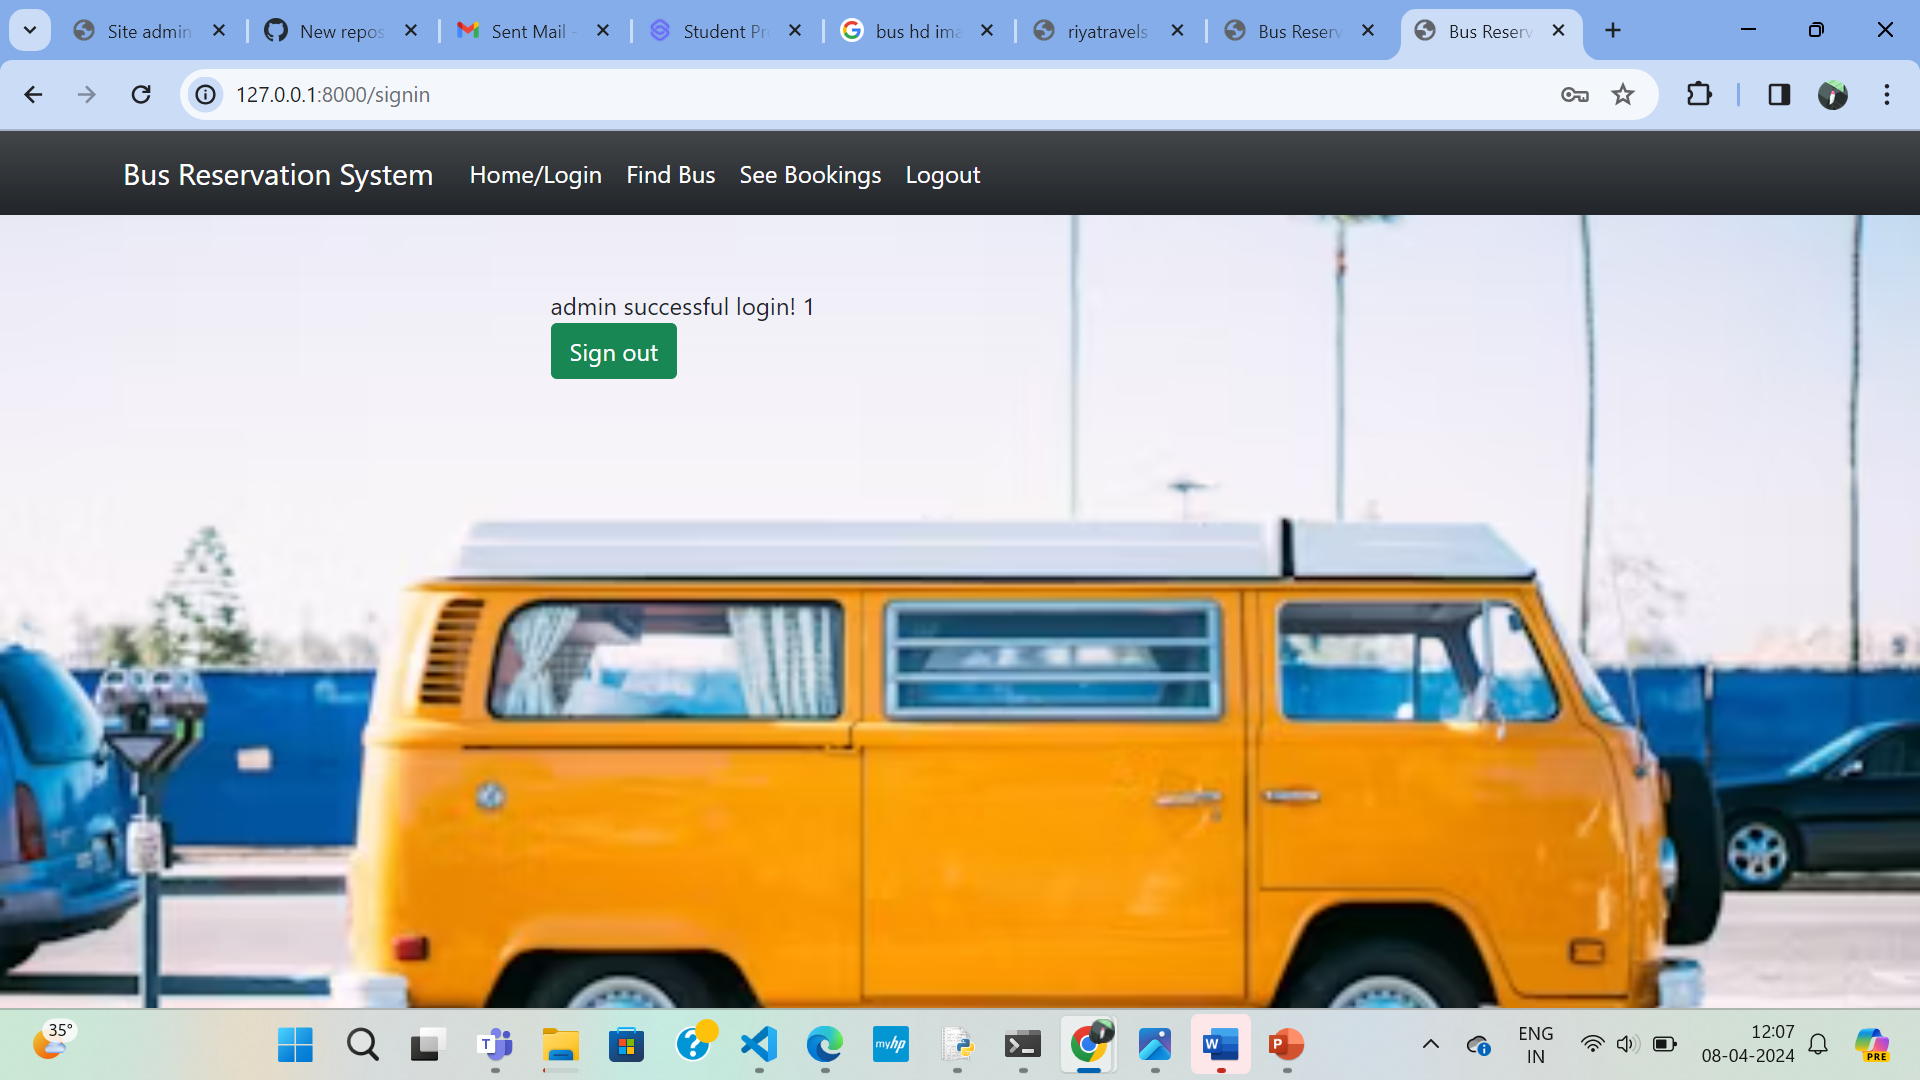 Site admin
New repos
Sent Mail -
Student Pr
bus hd ima
riyatravels
Bus Reserv
Bus Reserv
127.0.0.1:8000/signin
Bus Reservation System Home/Login Find Bus See Bookings Logout
admin successful login! 1
Sign out
35°
T
?
myhp
W
P
ENG
IN
12:07
08-04-2024
PRE